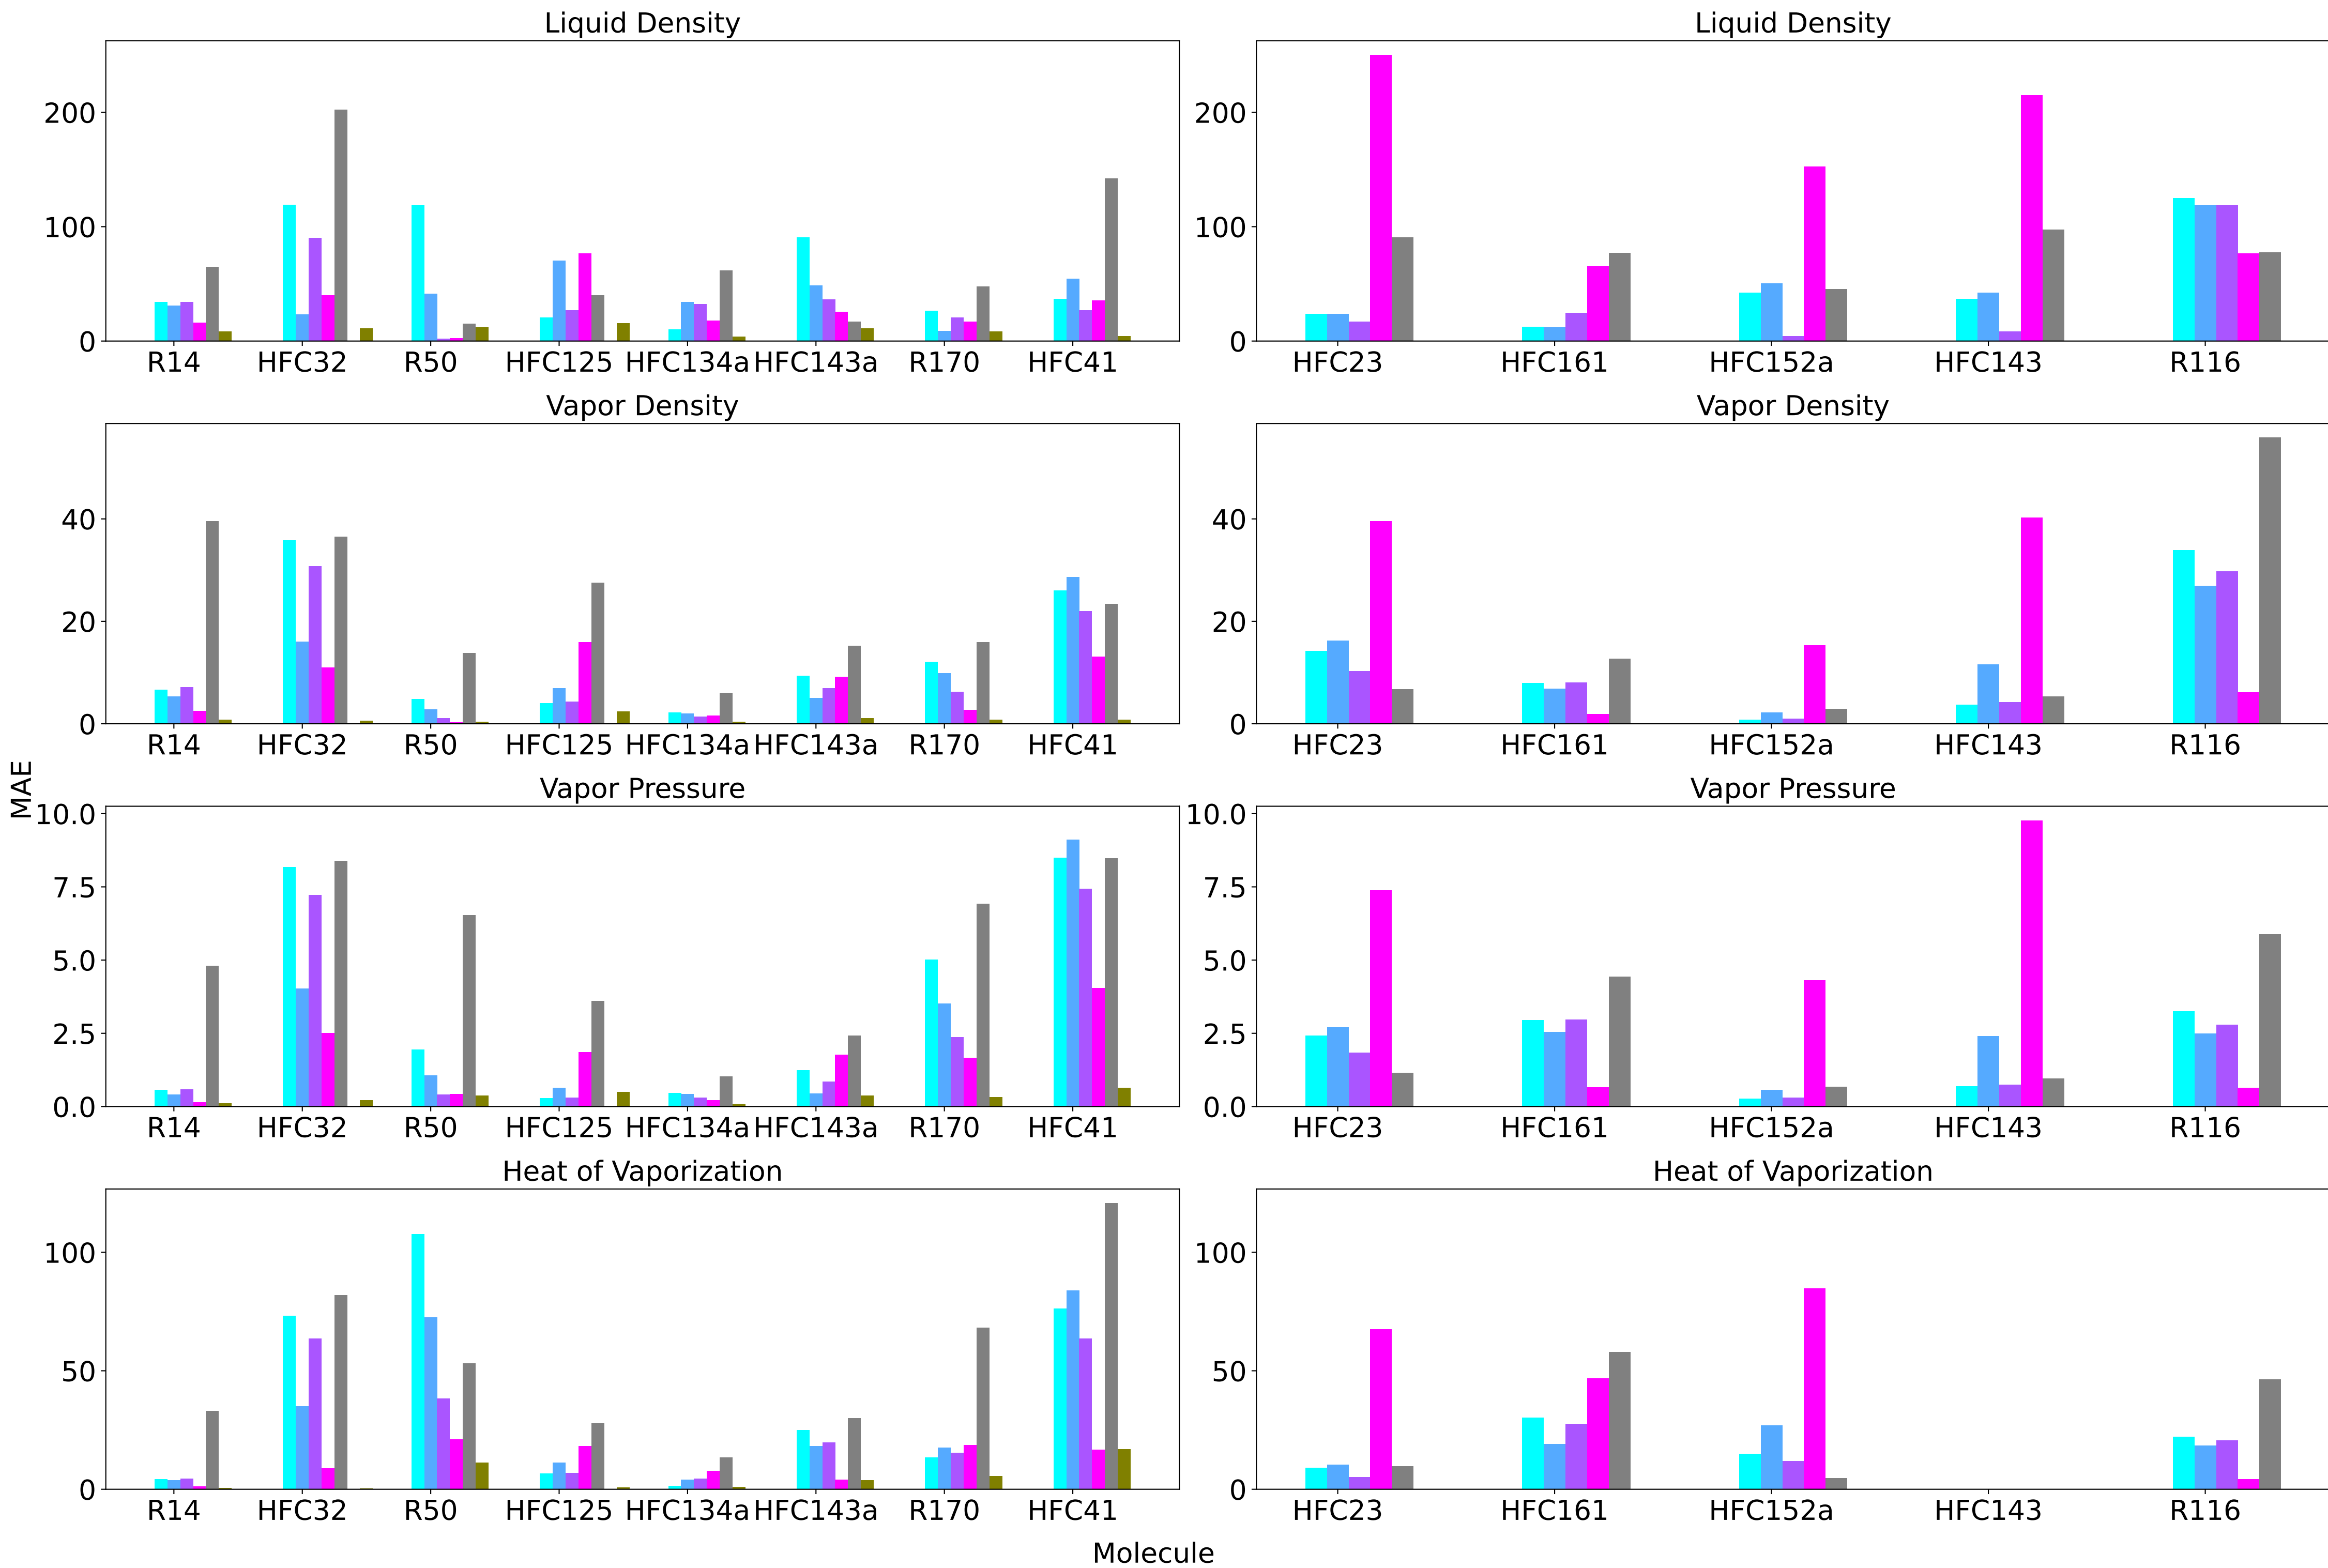 Liquid Density
200
100
0
R14 HFC32 R50 HFC125 HFC134a HFC143a R170 HFC41
Liquid Density
200
100
0
HFC23 HFC161 HFC152a HFC143 R116
Vapor Density
40
20
0
R14 HFC32 R50 HFC125 HFC134a HFC143a R170 HFC41
Vapor Density
40
20
0
HFC23 HFC161 HFC152a HFC143 R116
MAE
Vapor Pressure
10.0
7.5
5.0
2.5
0.0
R14 HFC32 R50 HFC125 HFC134a HFC143a R170 HFC41
Vapor Pressure
10.0
7.5
5.0
2.5
0.0
HFC23 HFC161 HFC152a HFC143 R116
Heat of Vaporization
100
50
0
R14 HFC32 R50 HFC125 HFC134a HFC143a R170 HFC41
Heat of Vaporization
100
50
0
HFC23 HFC161 HFC152a HFC143 R116
Molecule